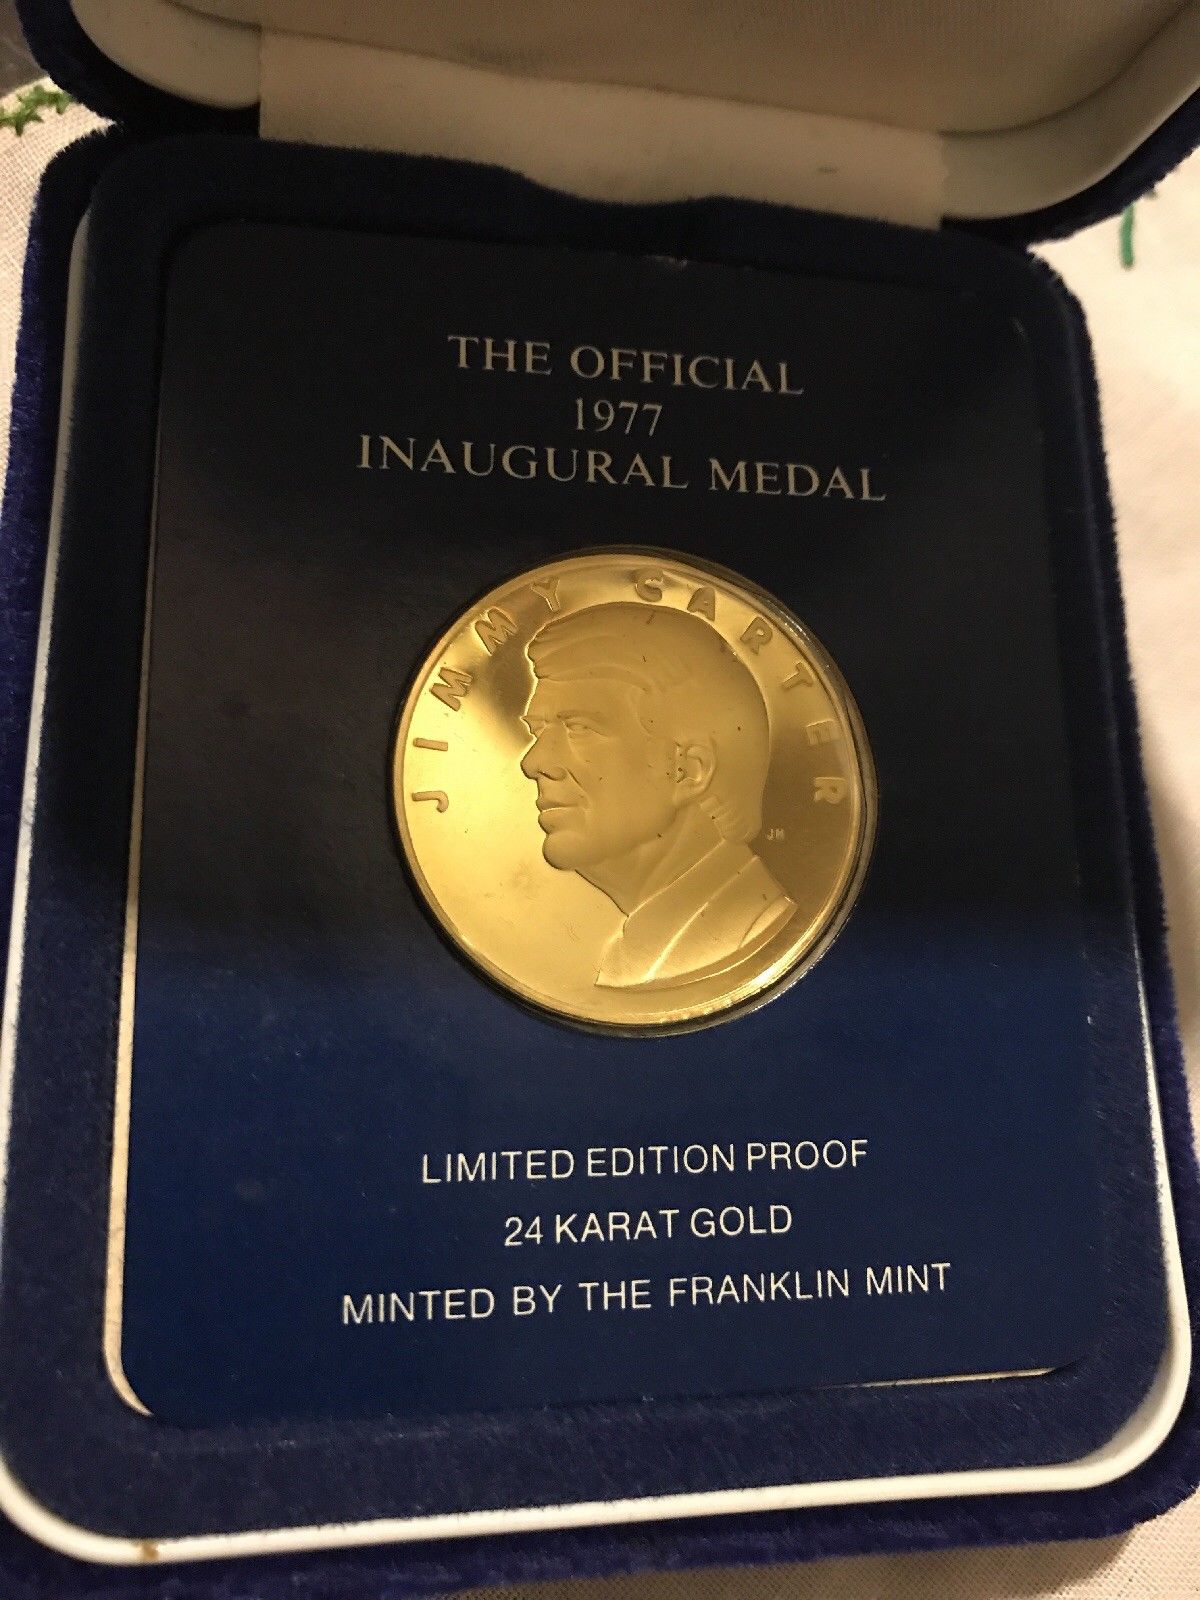 THE OFFICIAL
1977
INAUGURAL MEDAL
JIMMY CARTER
JM
LIMITED EDITION PROOF
24 KARAT GOLD
MINTED BY THE FRANKLIN MINT